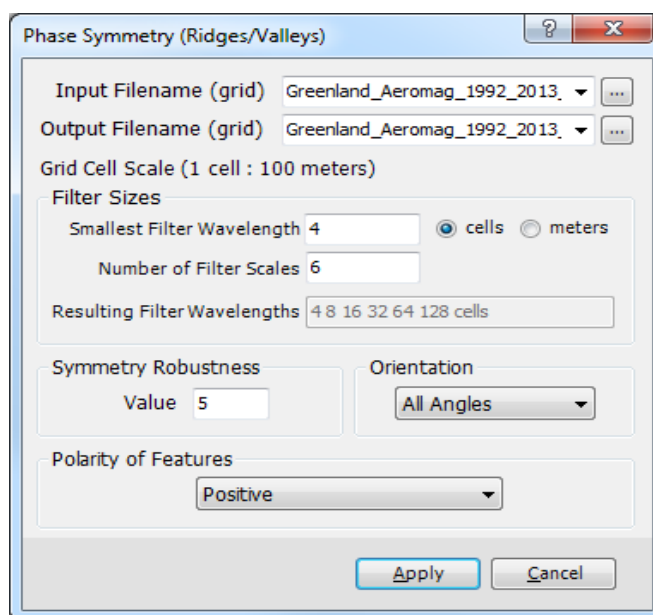 Phase Symmetry (Ridges/Valleys)
?
Input Filename (grid) Greenland_Aeromag_1992_2013_ ...
Output Filename (grid) Greenland_Aeromag_1992_2013_ ...
Grid Cell Scale (1 cell : 100 meters)
Filter Sizes
Smallest Filter Wavelength 4 cells meters
Number of Filter Scales 6
Resulting Filter Wavelengths 4 8 16 32 64 128 cells
Symmetry Robustness
Value 5
Orientation
All Angles
Polarity of Features
Positive
Apply Cancel